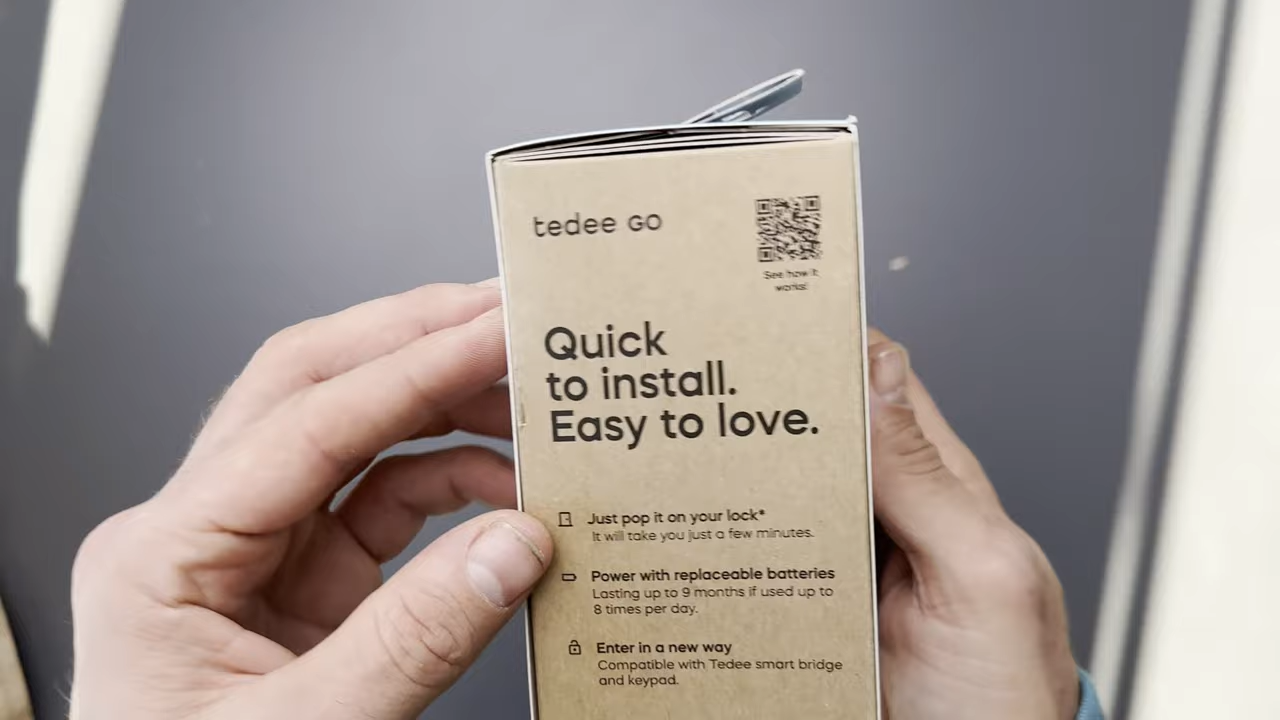 tedee GO
See how it
works!
Quick
to install.
Easy to love.
Just pop it on your lock*
It will take you just a few minutes.
Power with replaceable batteries
Lasting up to 9 months if used up to
8 times per day.
Enter in a new way
Compatible with Tedee smart bridge
and keypad.